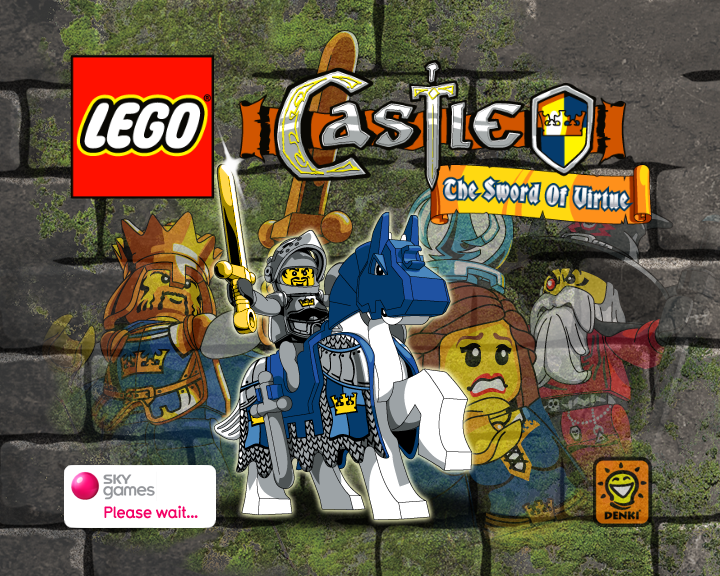 LEGO®
Castle
The Sword Of Virtue
SKY
games
Please wait...
DENKI